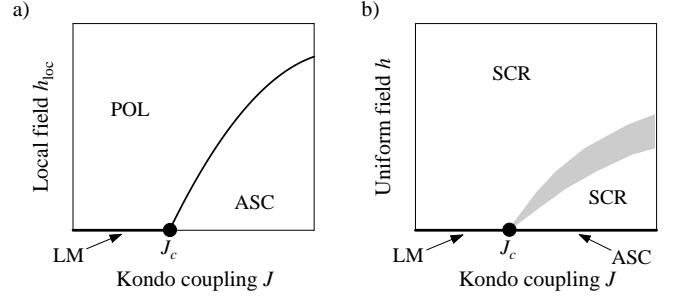 a)
Local field h_loc
POL
ASC
LM
J_c
Kondo coupling J
b)
Uniform field h
SCR
SCR
LM
J_c
ASC
Kondo coupling J